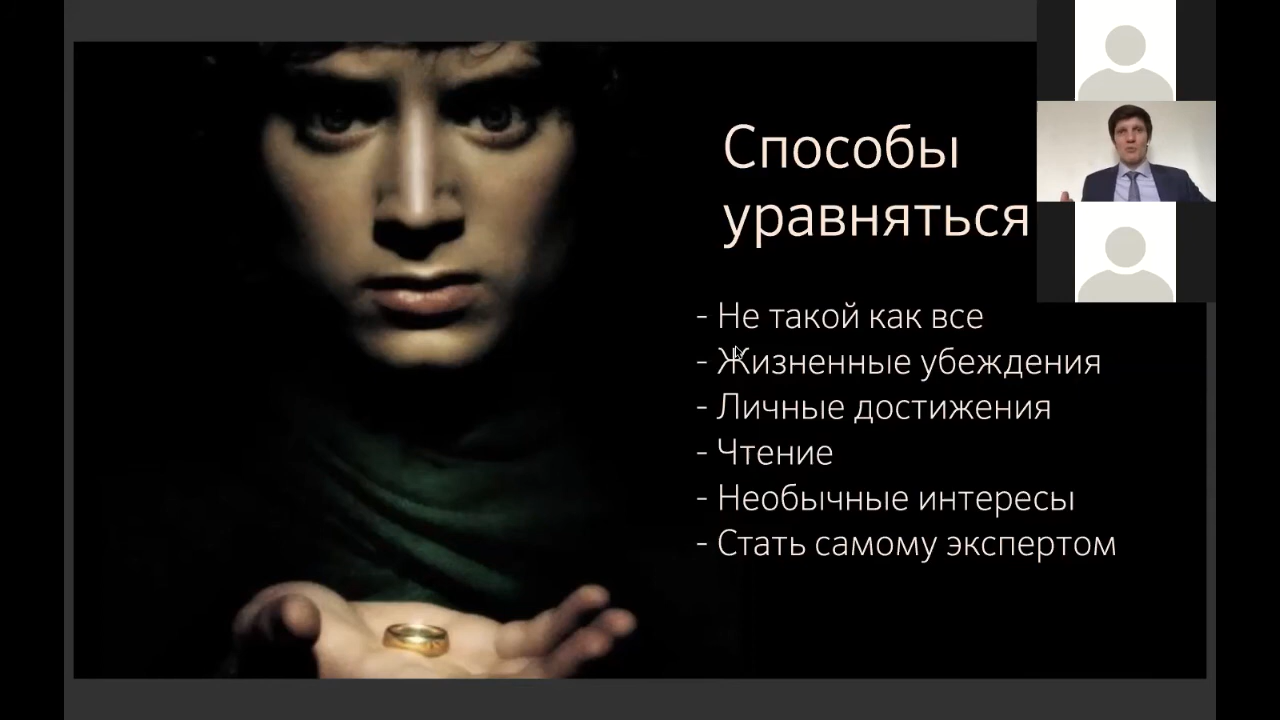 Способы
уравняться
- Не такой как все
- Жизненные убеждения
- Личные достижения
- Чтение
- Необычные интересы
- Стать самому экспертом